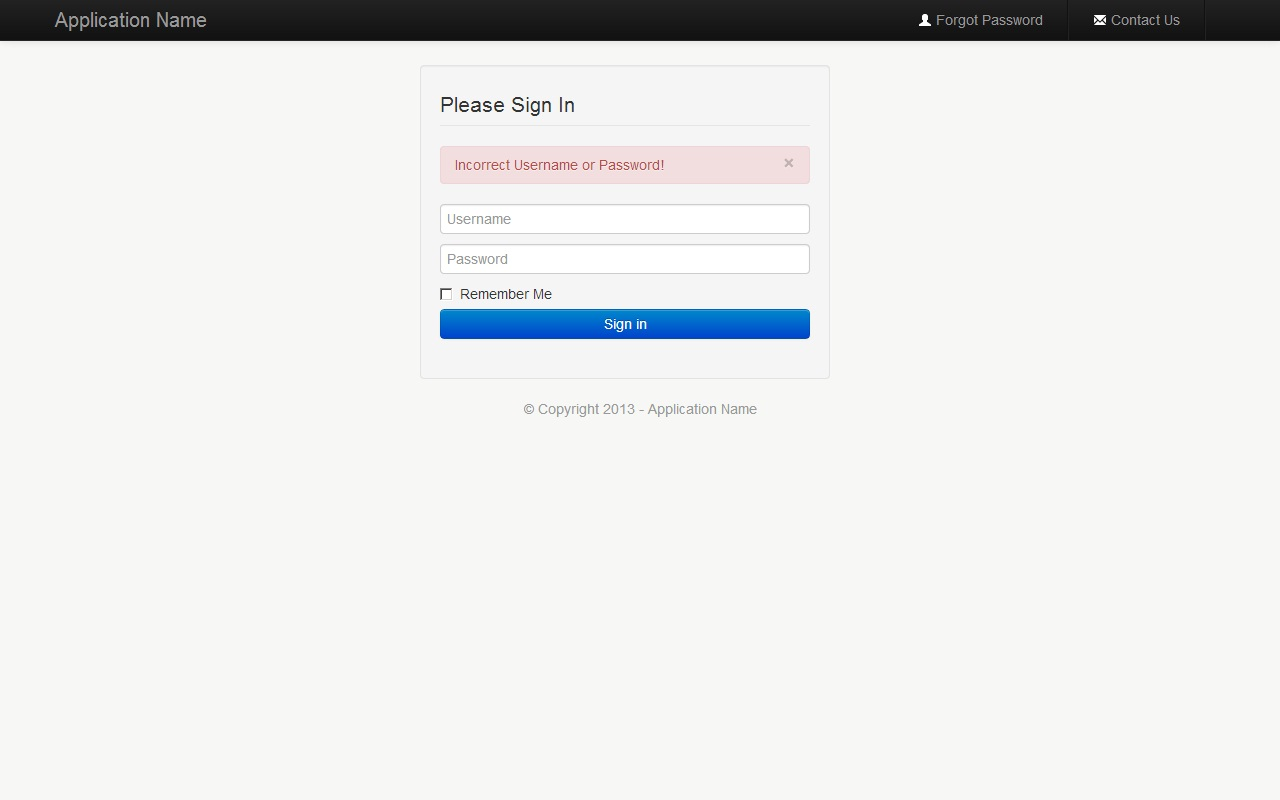 Application Name
Forgot Password
Contact Us
Please Sign In
Incorrect Username or Password!
×
Username
Password
Remember Me
Sign in
© Copyright 2013 - Application Name